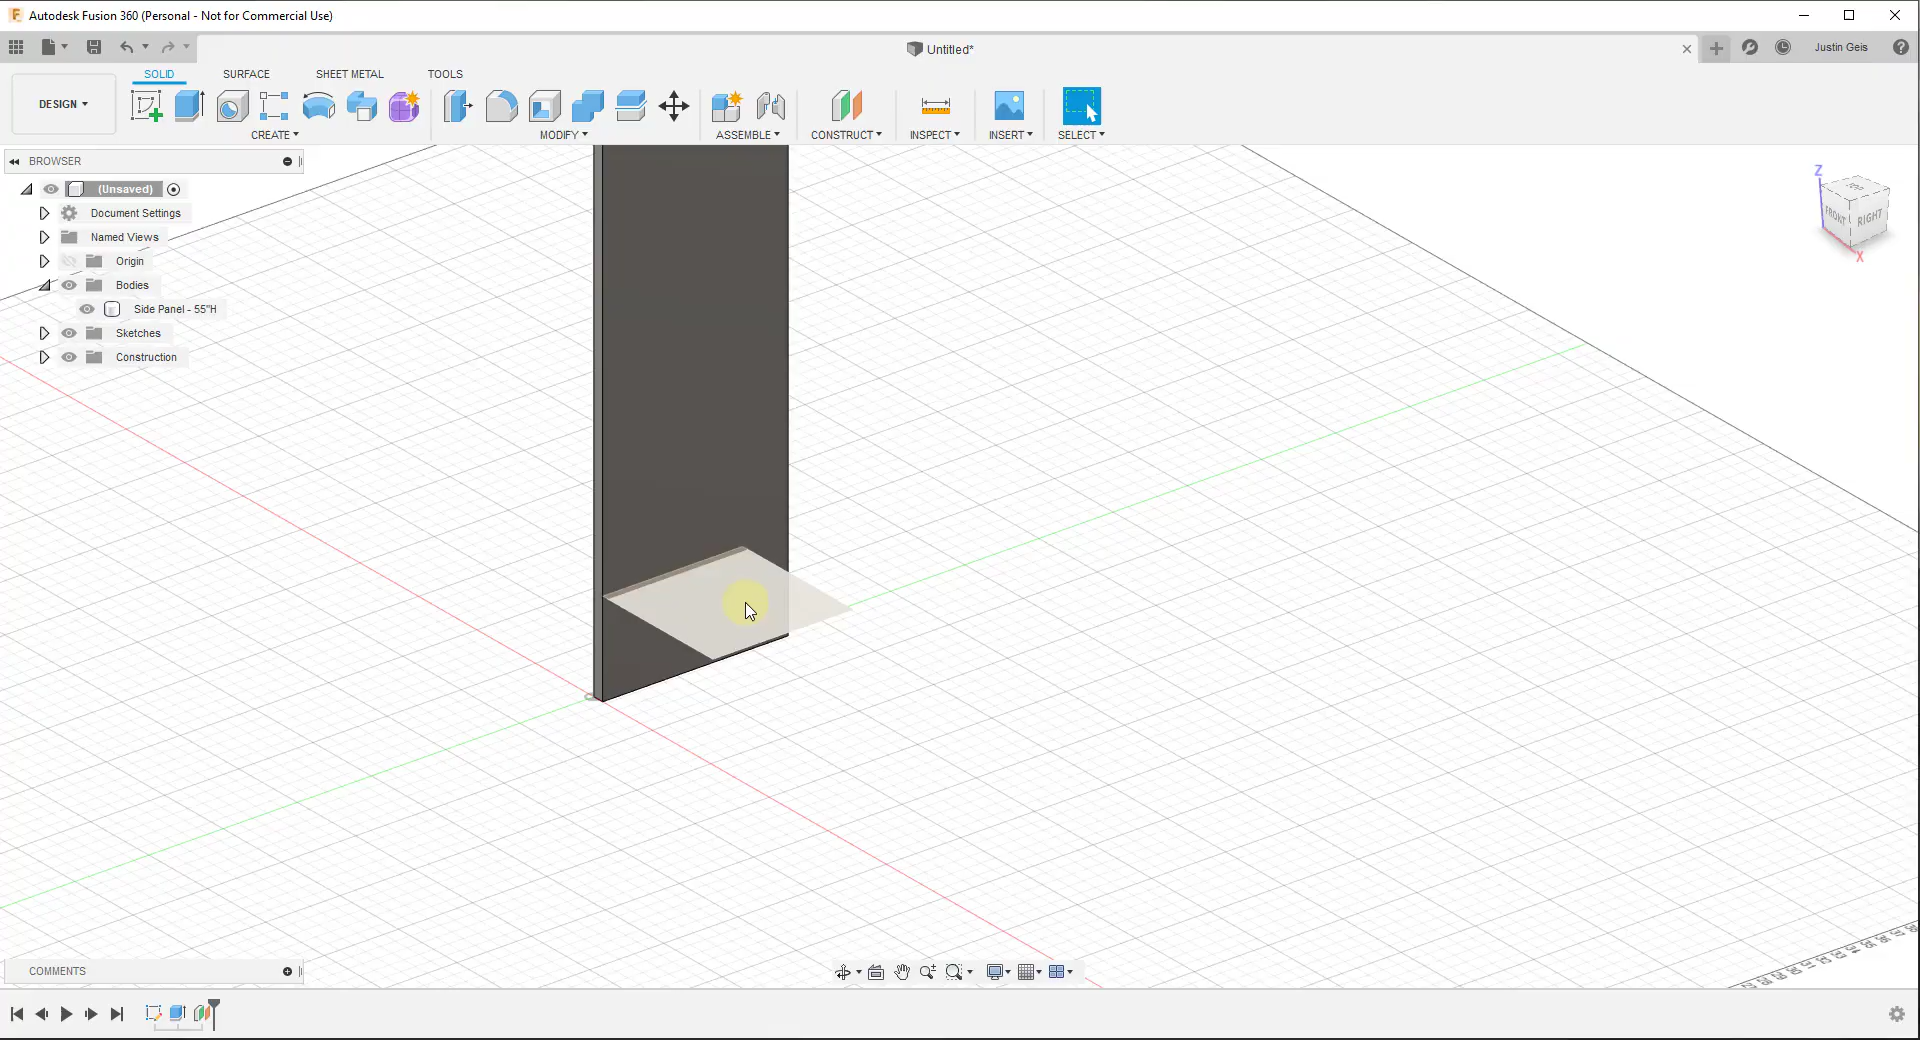 Autodesk Fusion 360 (Personal - Not for Commercial Use)
Untitled*
Justin Geis
SOLID SURFACE SHEET METAL TOOLS
DESIGN
CREATE MODIFY ASSEMBLE CONSTRUCT INSPECT INSERT SELECT
BROWSER
(Unsaved)
Document Settings
Named Views
Origin
Bodies
Side Panel - 55"H
Sketches
Construction
Z
TOP
FRONT RIGHT
X
COMMENTS